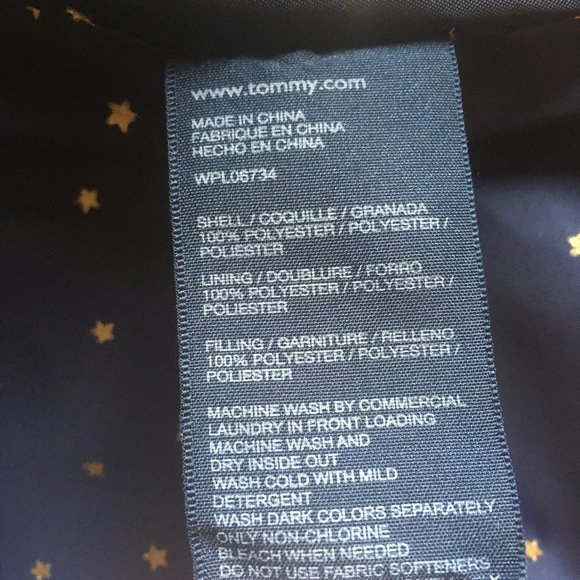 www.tommy.com
MADE IN CHINA
FABRIQUE EN CHINA
HECHO EN CHINA
WPL06734
SHELL / COQUILLE / GRANADA
100% POLYESTER / POLYESTER /
POLIESTER
LINING / DOUBLURE / FORRO
100% POLYESTER / POLYESTER /
POLIESTER
FILLING / GARNITURE / RELLENO
100% POLYESTER / POLYESTER /
POLIESTER
MACHINE WASH BY COMMERCIAL
LAUNDRY IN FRONT LOADING
MACHINE WASH AND
DRY INSIDE OUT
WASH COLD WITH MILD
DETERGENT
WASH DARK COLORS SEPARATELY
ONLY NON-CHLORINE
BLEACH WHEN NEEDED
DO NOT USE FABRIC SOFTENERS